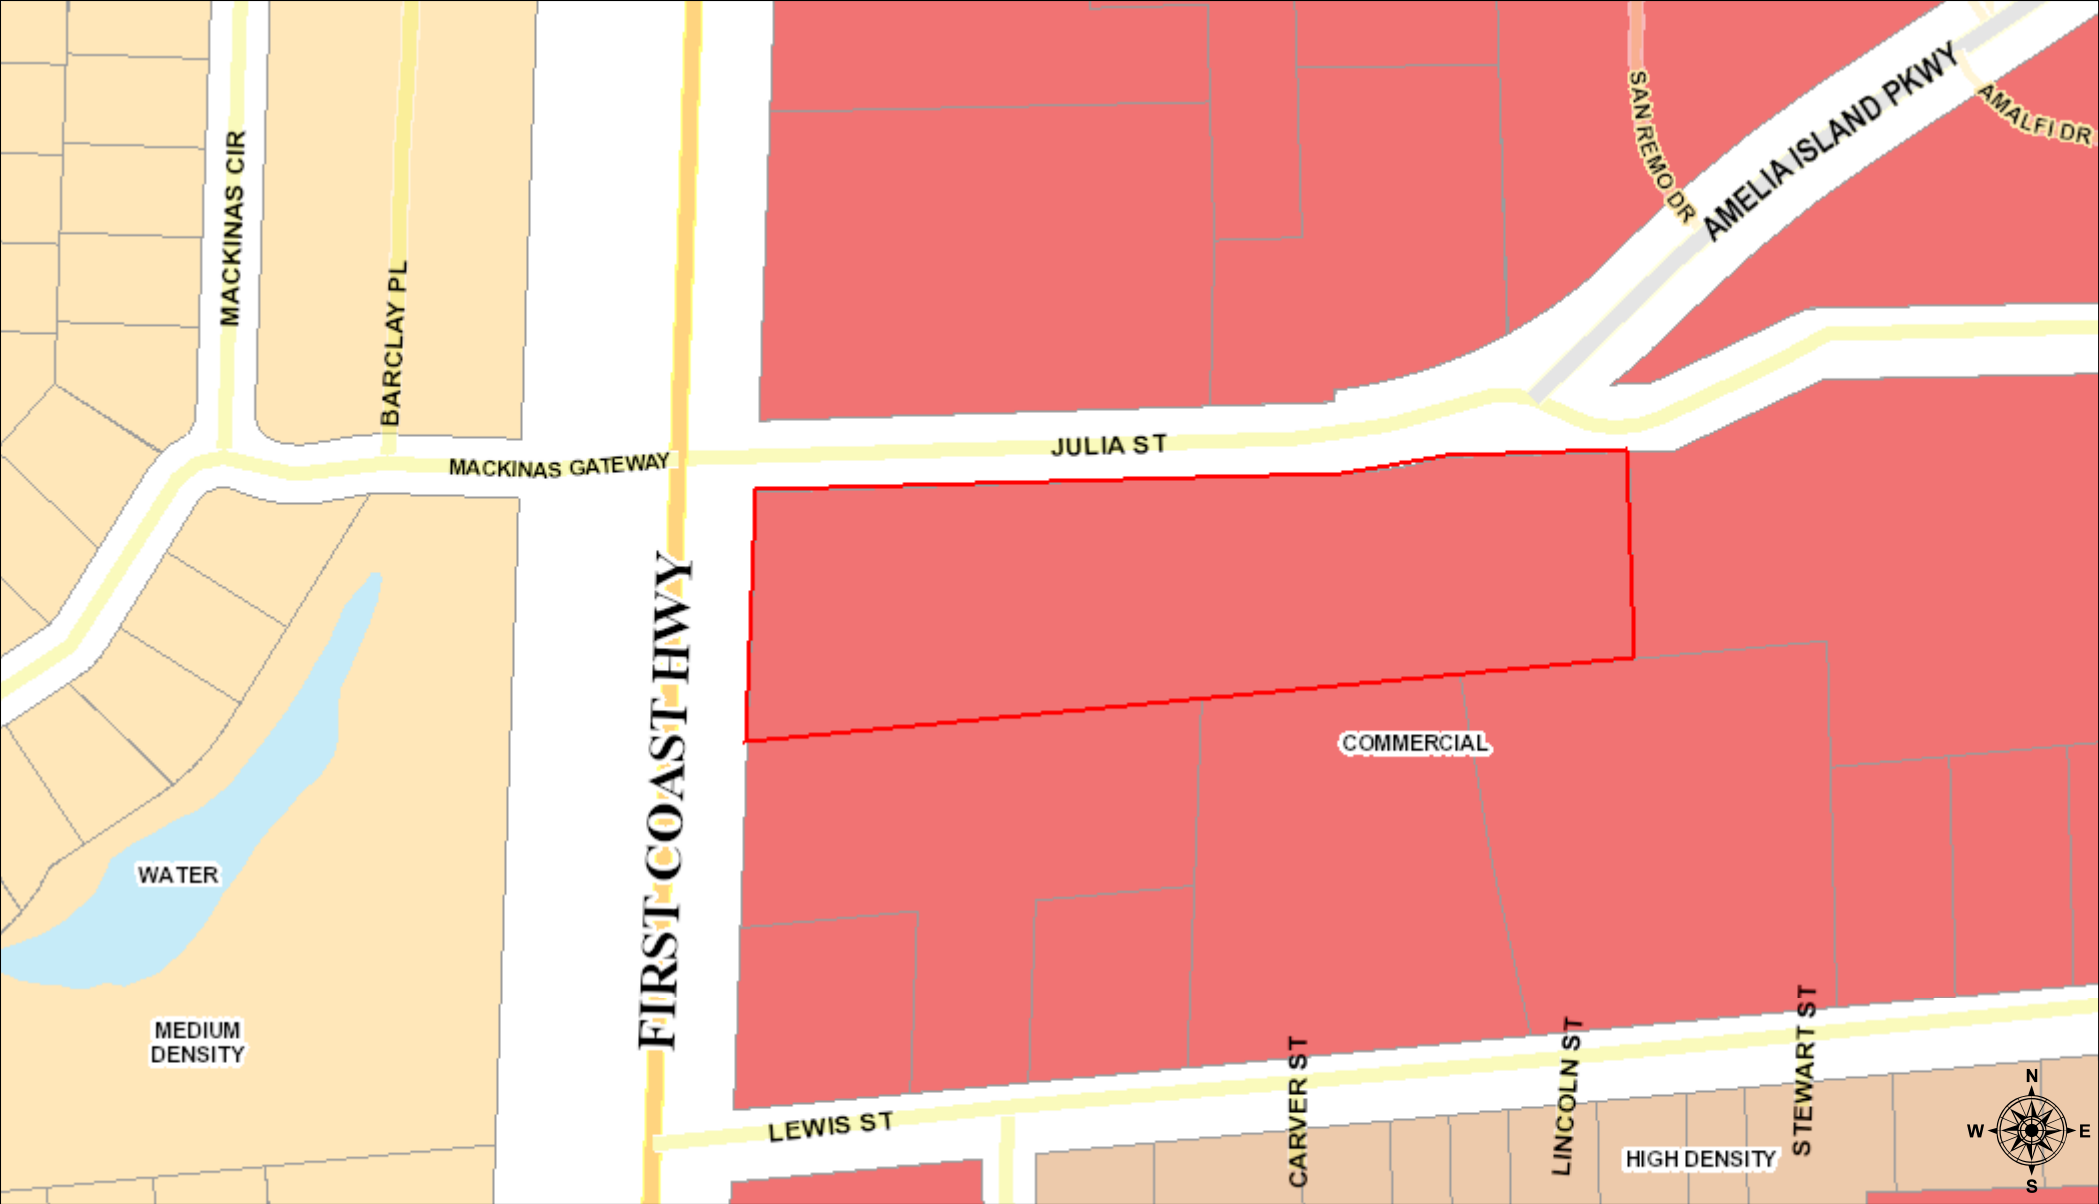 MACKINAS CIR
BARCLAY PL
SAN REMO DR
AMELIA ISLAND PKWY
AMALFI DR
MACKINAS GATEWAY
JULIA ST
FIRST COAST HWY
COMMERCIAL
WATER
MEDIUM
DENSITY
LEWIS ST
CARVER ST
LINCOLN ST
STEWART ST
HIGH DENSITY
N
W
E
S